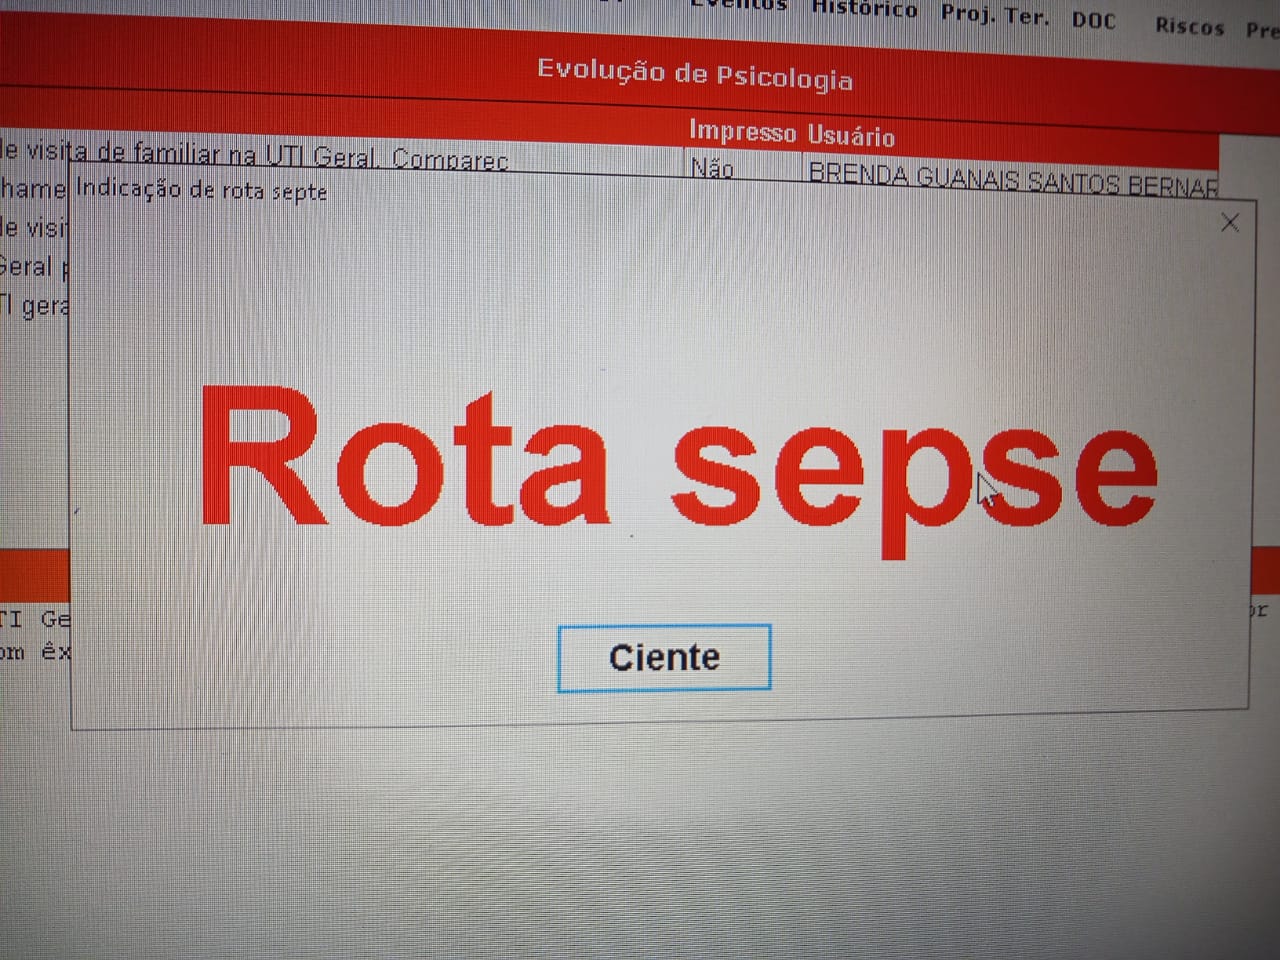 Eventos Histórico Proj. Ter. DOC Riscos Pre
Evolução de Psicologia
Impresso Usuário
de visita de familiar na UTI Geral. Comparec Não BRENDA GUANAIS SANTOS BERNAR
hame
Indicação de rota septe
de visi
Geral p
TI gera
Rota sepse
TI Ge
or
om êx
Ciente